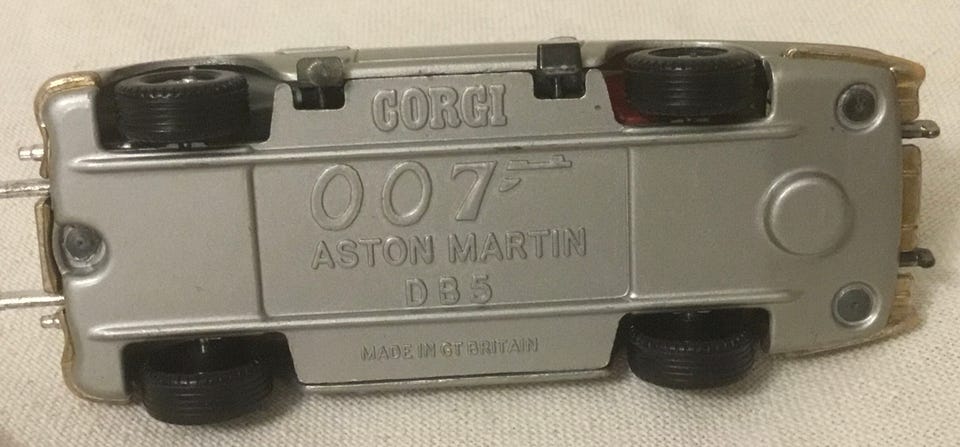 CORGI
007
ASTON MARTIN
DB5
MADE IN GT BRITAIN